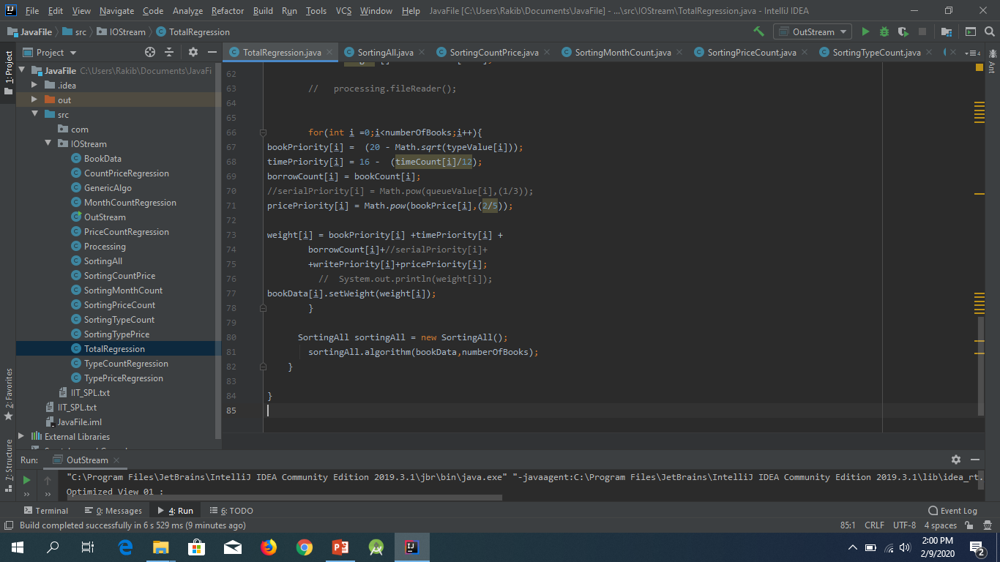 File Edit View Navigate Code Analyze Refactor Build Run Tools VCS Window Help JavaFile [C:\Users\Rakib\Documents\JavaFile] - ...\src\IOStream\TotalRegression.java - IntelliJ IDEA
JavaFile src IOStream TotalRegression OutStream
1: Project
Project
TotalRegression.java SortingAll.java SortingCountPrice.java SortingMonthCount.java SortingPriceCount.java SortingTypeCount.java
4
Ant
JavaFile C:\Users\Rakib\Documents\JavaFi
.idea
out
src
com
IOStream
BookData
CountPriceRegression
GenericAlgo
MonthCountRegression
OutStream
PriceCountRegression
Processing
SortingAll
SortingCountPrice
SortingMonthCount
SortingPriceCount
SortingTypeCount
SortingTypePrice
TotalRegression
TypeCountRegression
TypePriceRegression
IIT_SPL.txt
IIT_SPL.txt
JavaFile.iml
External Libraries
2: Favorites
7: Structure
62
63 // processing.fileReader();
64
65
66 for(int i =0;i<numberOfBooks;i++){
67 bookPriority[i] = (20 - Math.sqrt(typeValue[i]));
68 timePriority[i] = 16 - (timeCount[i]/12);
69 borrowCount[i] = bookCount[i];
70 //serialPriority[i] = Math.pow(queueValue[i],(1/3));
71 pricePriority[i] = Math.pow(bookPrice[i],(2/5));
72
73 weight[i] = bookPriority[i] +timePriority[i] +
74 borrowCount[i]+//serialPriority[i]+
75 +writePriority[i]+pricePriority[i];
76 // System.out.println(weight[i]);
77 bookData[i].setWeight(weight[i]);
78 }
79
80 SortingAll sortingAll = new SortingAll();
81 sortingAll.algorithm(bookData,numberOfBooks);
82 }
83
84 }
85
Run: OutStream
"C:\Program Files\JetBrains\IntelliJ IDEA Community Edition 2019.3.1\jbr\bin\java.exe" "-javaagent:C:\Program Files\JetBrains\IntelliJ IDEA Community Edition 2019.3.1\lib\idea_rt.
Optimized View 01 :
Terminal 0: Messages 4: Run 6: TODO Event Log
Build completed successfully in 6 s 529 ms (9 minutes ago) 85:1 CRLF UTF-8 4 spaces
2:00 PM
2/9/2020
2